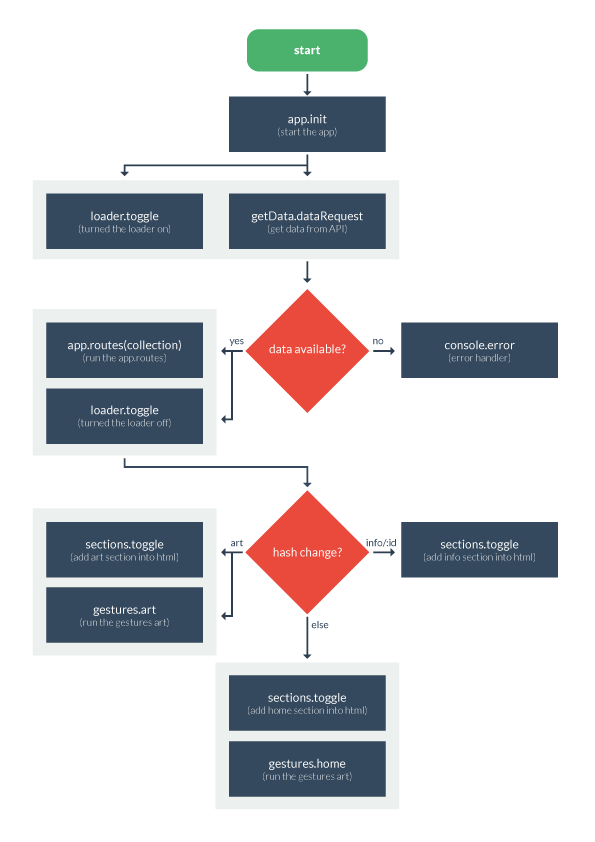 start
app.init
(start the app)
loader.toggle
(turned the loader on)
getData.dataRequest
(get data from API)
yes
data available?
no
app.routes(collection)
(run the app.routes)
console.error
(error handler)
loader.toggle
(turned the loader off)
art
hash change?
info/:id
sections.toggle
(add art section into html)
sections.toggle
(add info section into html)
gestures.art
(run the gestures art)
else
sections.toggle
(add home section into html)
gestures.home
(run the gestures art)